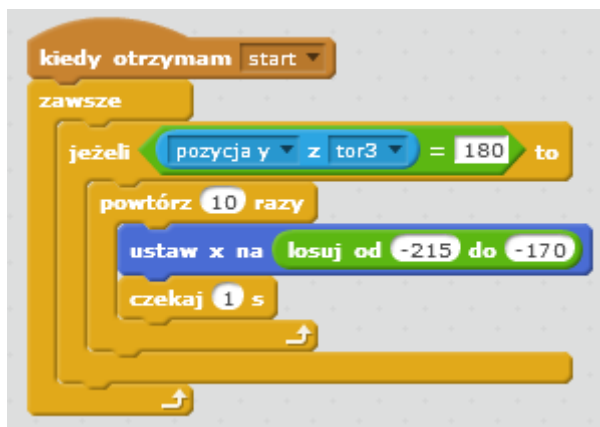 kiedy otrzymam start
zawsze
jeżeli pozycja y z tor3 = 180 to
powtórz 10 razy
ustaw x na losuj od -215 do -170
czekaj 1 s